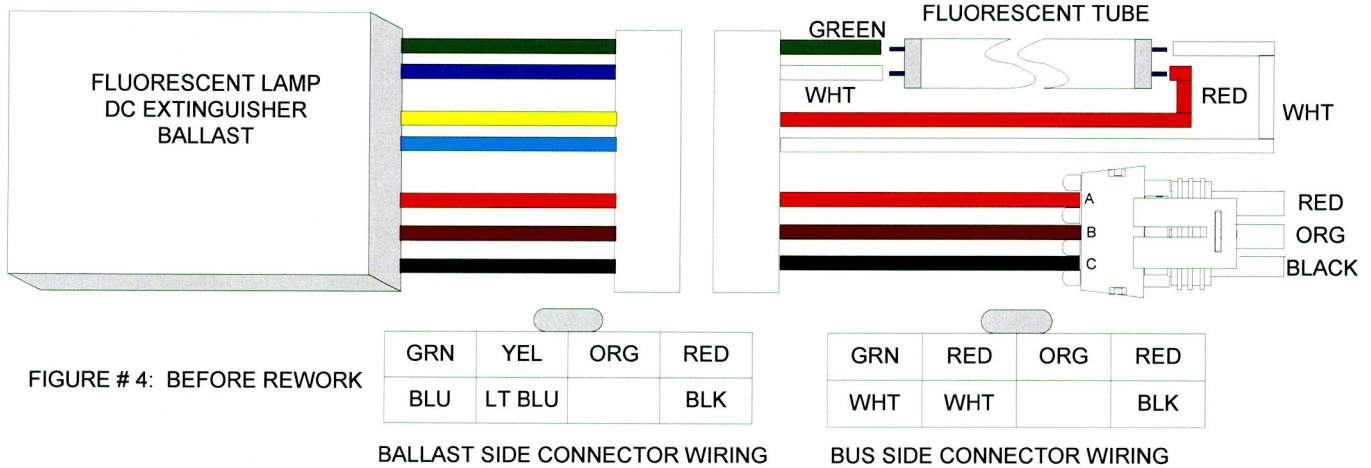 FLUORESCENT TUBE
GREEN
FLUORESCENT LAMP
DC EXTINGUISHER
BALLAST
WHT
RED
WHT
A
RED
B
ORG
C
BLACK
GRN YEL ORG RED
BLU LT BLU BLK
GRN RED ORG RED
WHT WHT BLK
FIGURE # 4: BEFORE REWORK
BALLAST SIDE CONNECTOR WIRING
BUS SIDE CONNECTOR WIRING